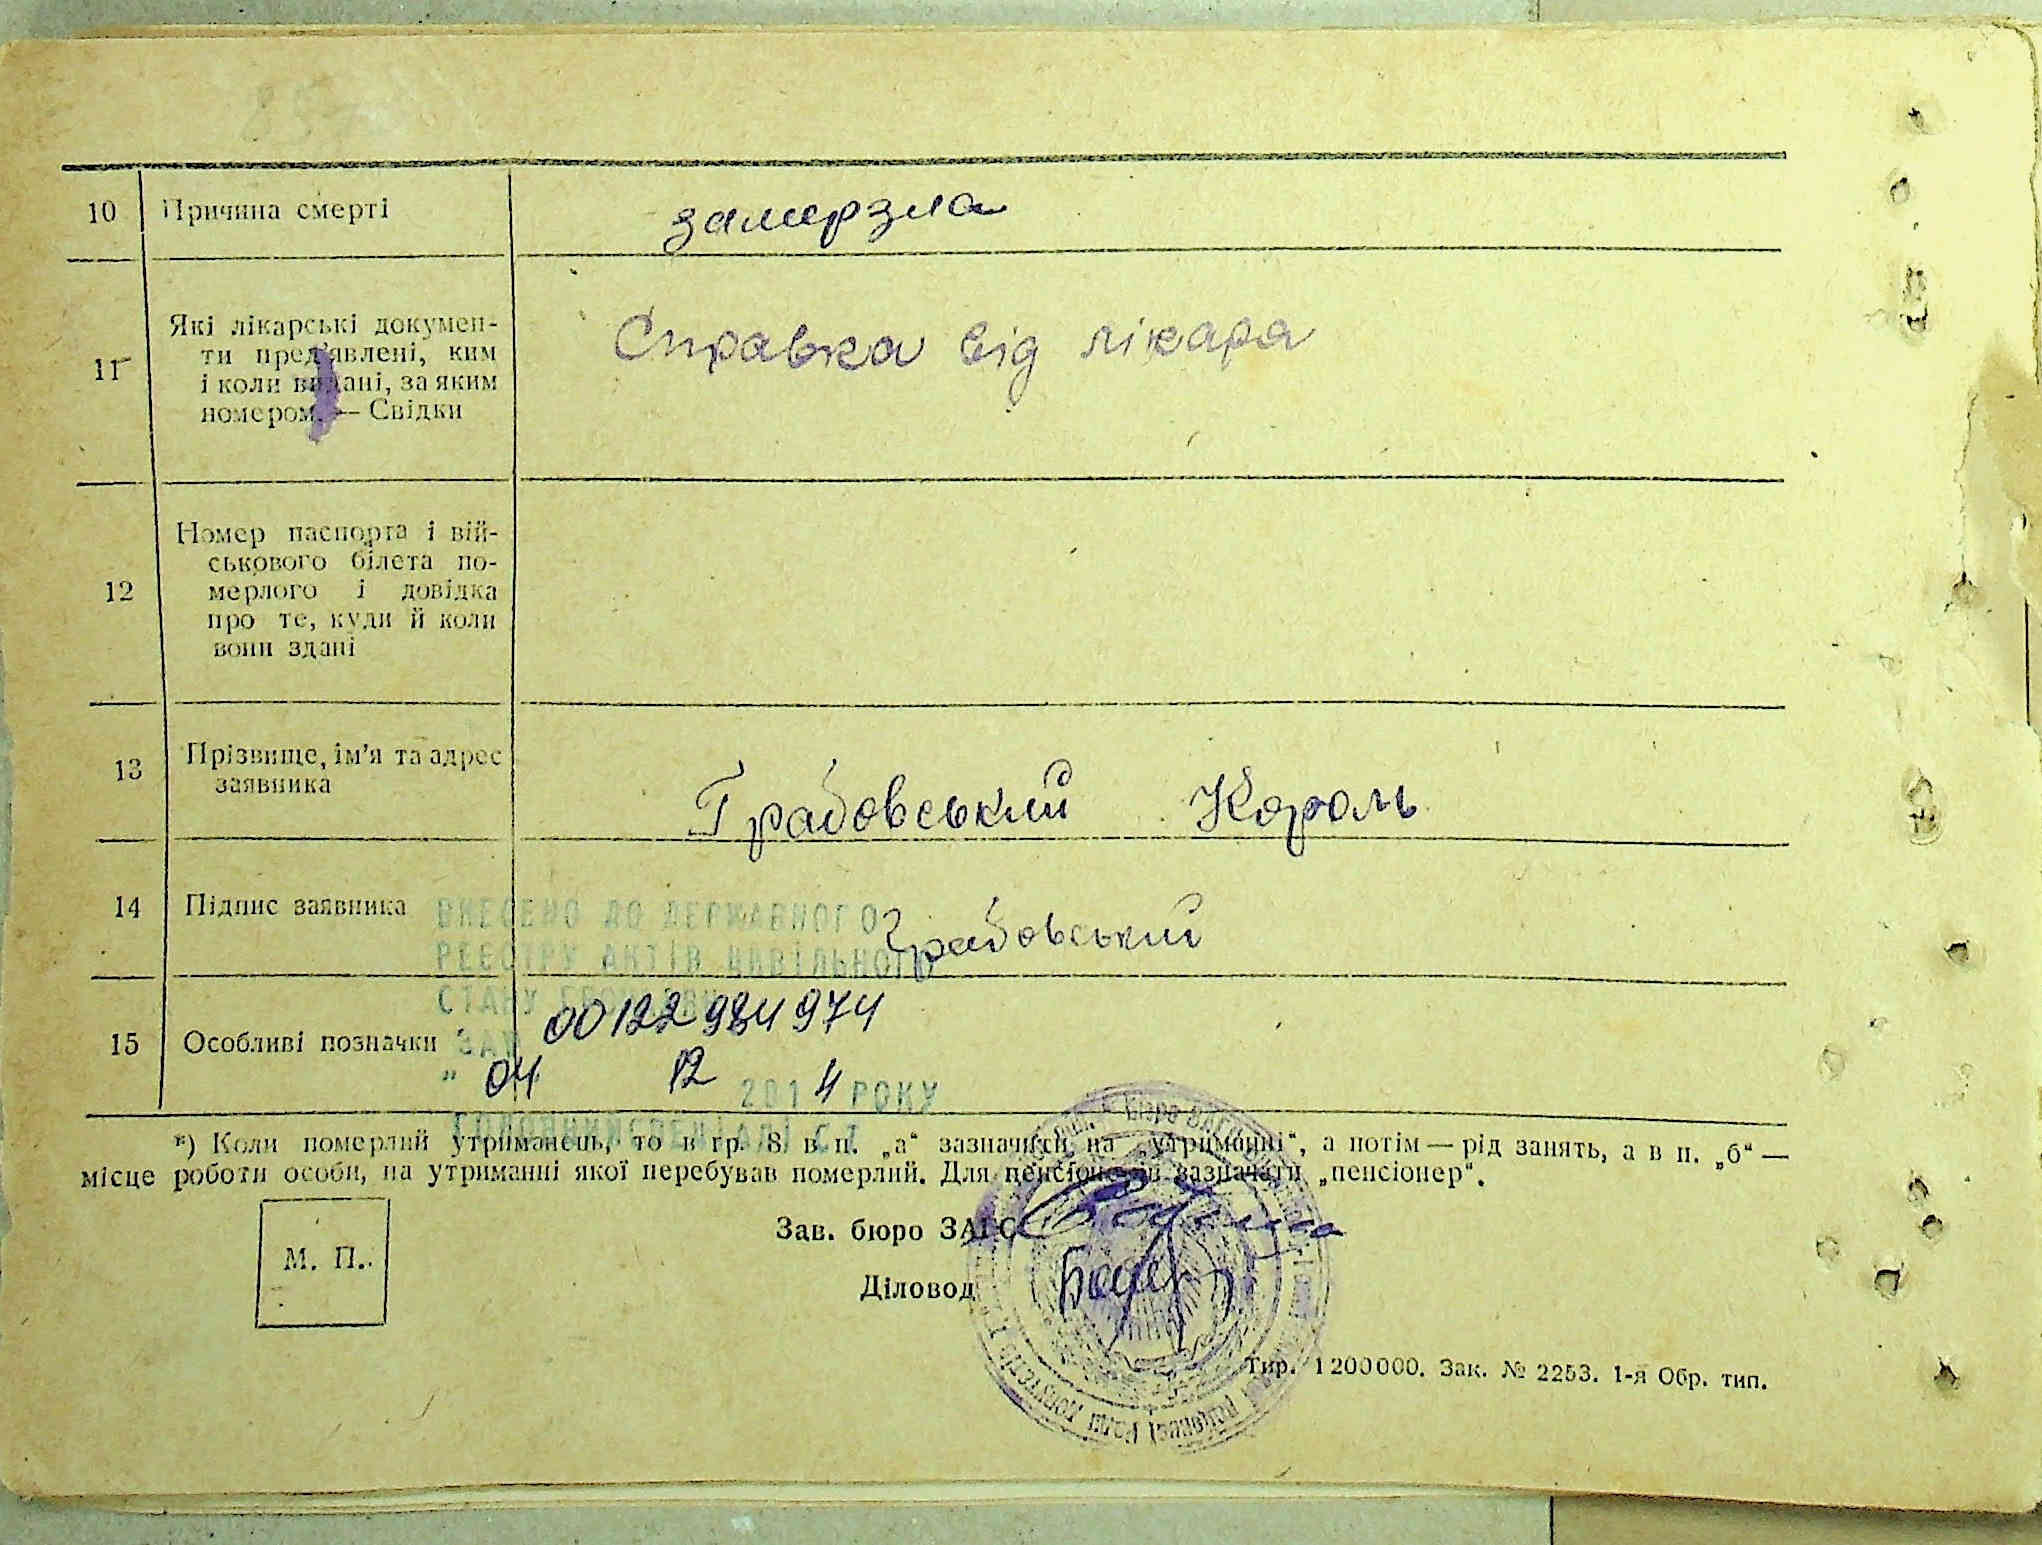 10 Причина смерті замерзла
11 Які лікарські докумен-
ти пред'явлені, ким
і коли видані, за яким
номером. — Свідки
Справка від лікаря
12 Номер паспорта і вій-
ськового білета по-
мерлого і довідка
про те, куди й коли
вони здані
13 Прізвище, ім'я та адрес
заявника
Грабовський Кароль
14 Підпис заявника
Грабовський
ВНЕСЕНО ДО ДЕРЖАВНОГО
РЕЄСТРУ АКТІВ ЦИВІЛЬНОГО
СТАНУ ГРОМАДЯН
15 Особливі позначки
ЗА № 00122984974
" 04 12 2014 РОКУ
*) Коли померлий утриманець, то в гр. 8 в п. „а“ зазначити „на утриманні“, а потім — рід занять, а в п. „б“ —
місце роботи особи, на утриманні якої перебував померлий. Для пенсіонерів зазначати „пенсіонер“.
М. П.
Зав. бюро ЗАГС
Діловод
Тир. 1200000. Зак. № 2253. 1-я Обр. тип.